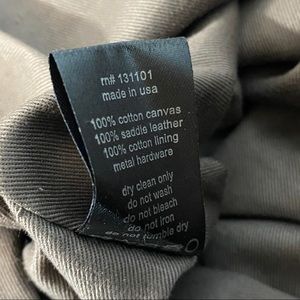 rn# 131101
made in usa
100% cotton canvas
100% saddle leather
100% cotton lining
metal hardware
dry clean only
do not wash
do not bleach
do not iron
do not tumble dry